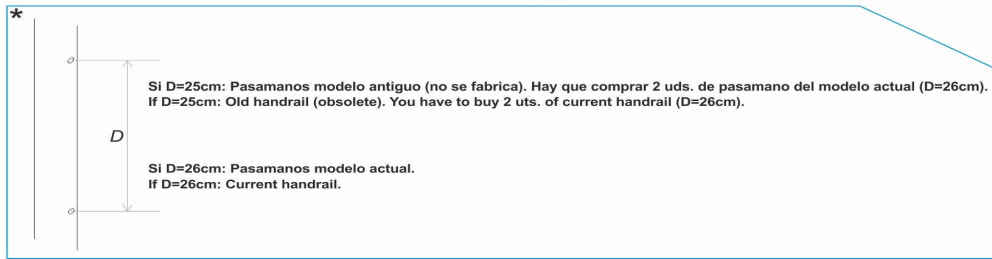 *
Si D=25cm: Pasamanos modelo antiguo (no se fabrica). Hay que comprar 2 uds. de pasamano del modelo actual (D=26cm).
If D=25cm: Old handrail (obsolete). You have to buy 2 uts. of current handrail (D=26cm).
D
Si D=26cm: Pasamanos modelo actual.
If D=26cm: Current handrail.